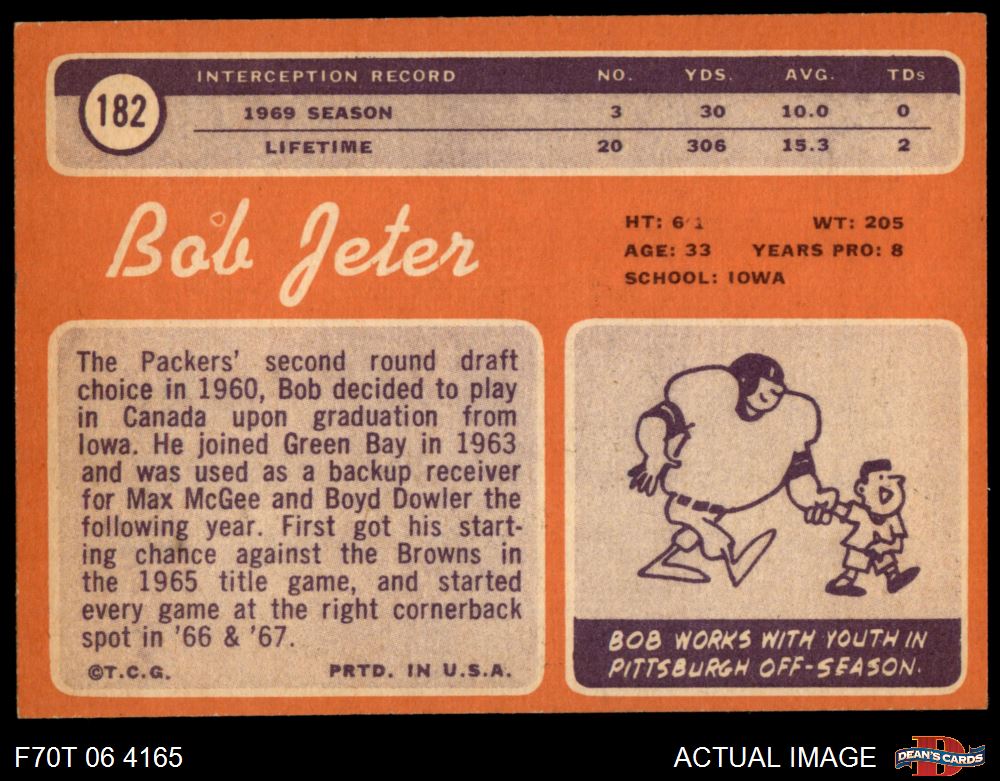 182
INTERCEPTION RECORD NO. YDS. AVG. TDs
1969 SEASON 3 30 10.0 0
LIFETIME 20 306 15.3 2
Bob Jeter
HT: 6'1 WT: 205
AGE: 33 YEARS PRO: 8
SCHOOL: IOWA
The Packers' second round draft
choice in 1960, Bob decided to play
in Canada upon graduation from
Iowa. He joined Green Bay in 1963
and was used as a backup receiver
for Max McGee and Boyd Dowler the
following year. First got his start-
ing chance against the Browns in
the 1965 title game, and started
every game at the right cornerback
spot in '66 & '67.
©T.C.G. PRTD. IN U.S.A.
BOB WORKS WITH YOUTH IN
PITTSBURGH OFF-SEASON.
F70T 06 4165 ACTUAL IMAGE
D
DEAN'S CARDS